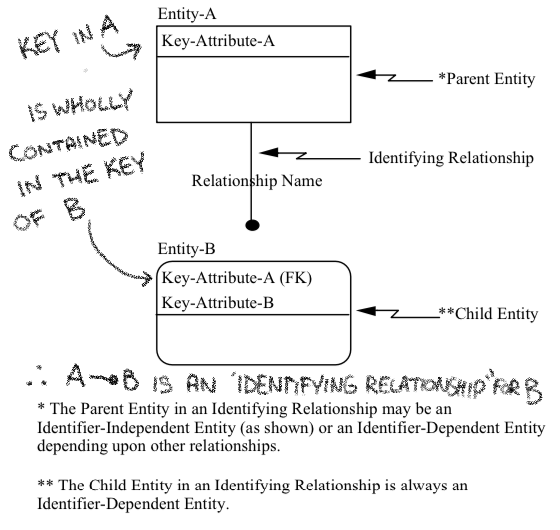 Entity-A
KEY IN A
Key-Attribute-A
*Parent Entity
IS WHOLLY
CONTAINED
IN THE KEY
OF B
Identifying Relationship
Relationship Name
Entity-B
Key-Attribute-A (FK)
Key-Attribute-B
**Child Entity
∴ A B IS AN "IDENTIFYING RELATIONSHIP" FOR B
* The Parent Entity in an Identifying Relationship may be an
Identifier-Independent Entity (as shown) or an Identifier-Dependent Entity
depending upon other relationships.
** The Child Entity in an Identifying Relationship is always an
Identifier-Dependent Entity.